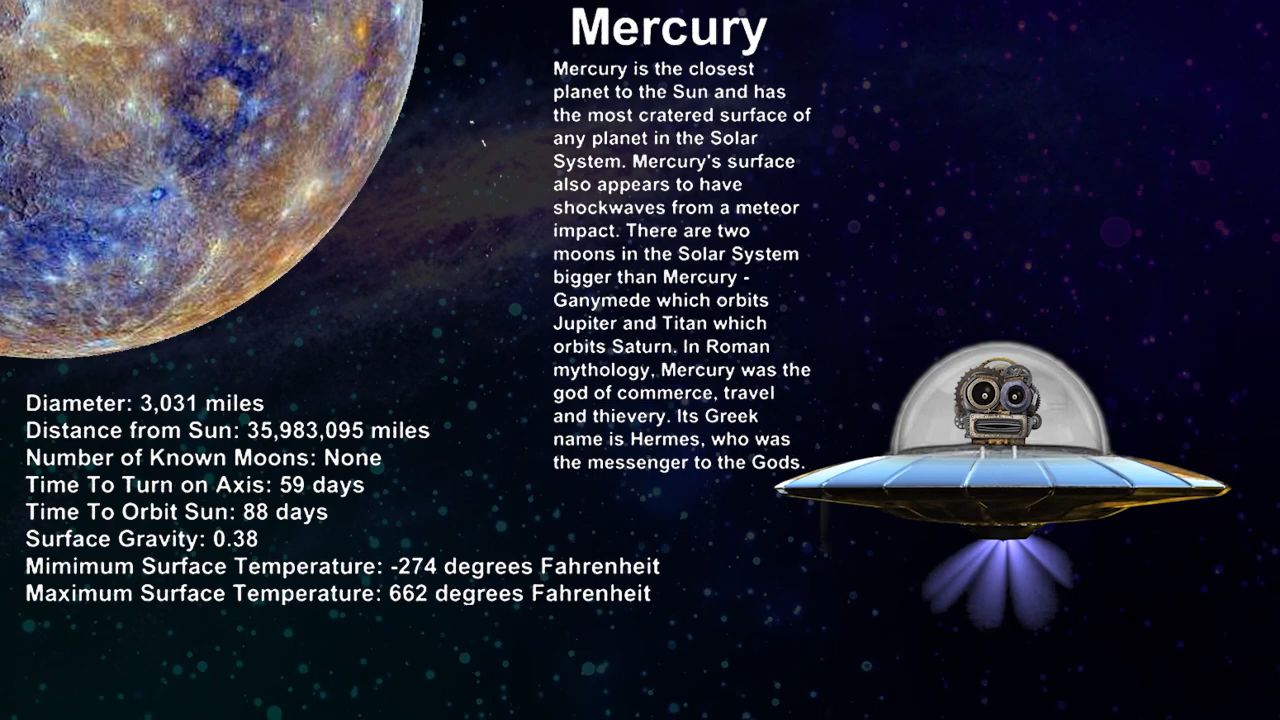 Mercury
Mercury is the closest
planet to the Sun and has
the most cratered surface of
any planet in the Solar
System. Mercury's surface
also appears to have
shockwaves from a meteor
impact. There are two
moons in the Solar System
bigger than Mercury -
Ganymede which orbits
Jupiter and Titan which
orbits Saturn. In Roman
mythology, Mercury was the
god of commerce, travel
and thievery. Its Greek
name is Hermes, who was
the messenger to the Gods.
Diameter: 3,031 miles
Distance from Sun: 35,983,095 miles
Number of Known Moons: None
Time To Turn on Axis: 59 days
Time To Orbit Sun: 88 days
Surface Gravity: 0.38
Mimimum Surface Temperature: -274 degrees Fahrenheit
Maximum Surface Temperature: 662 degrees Fahrenheit